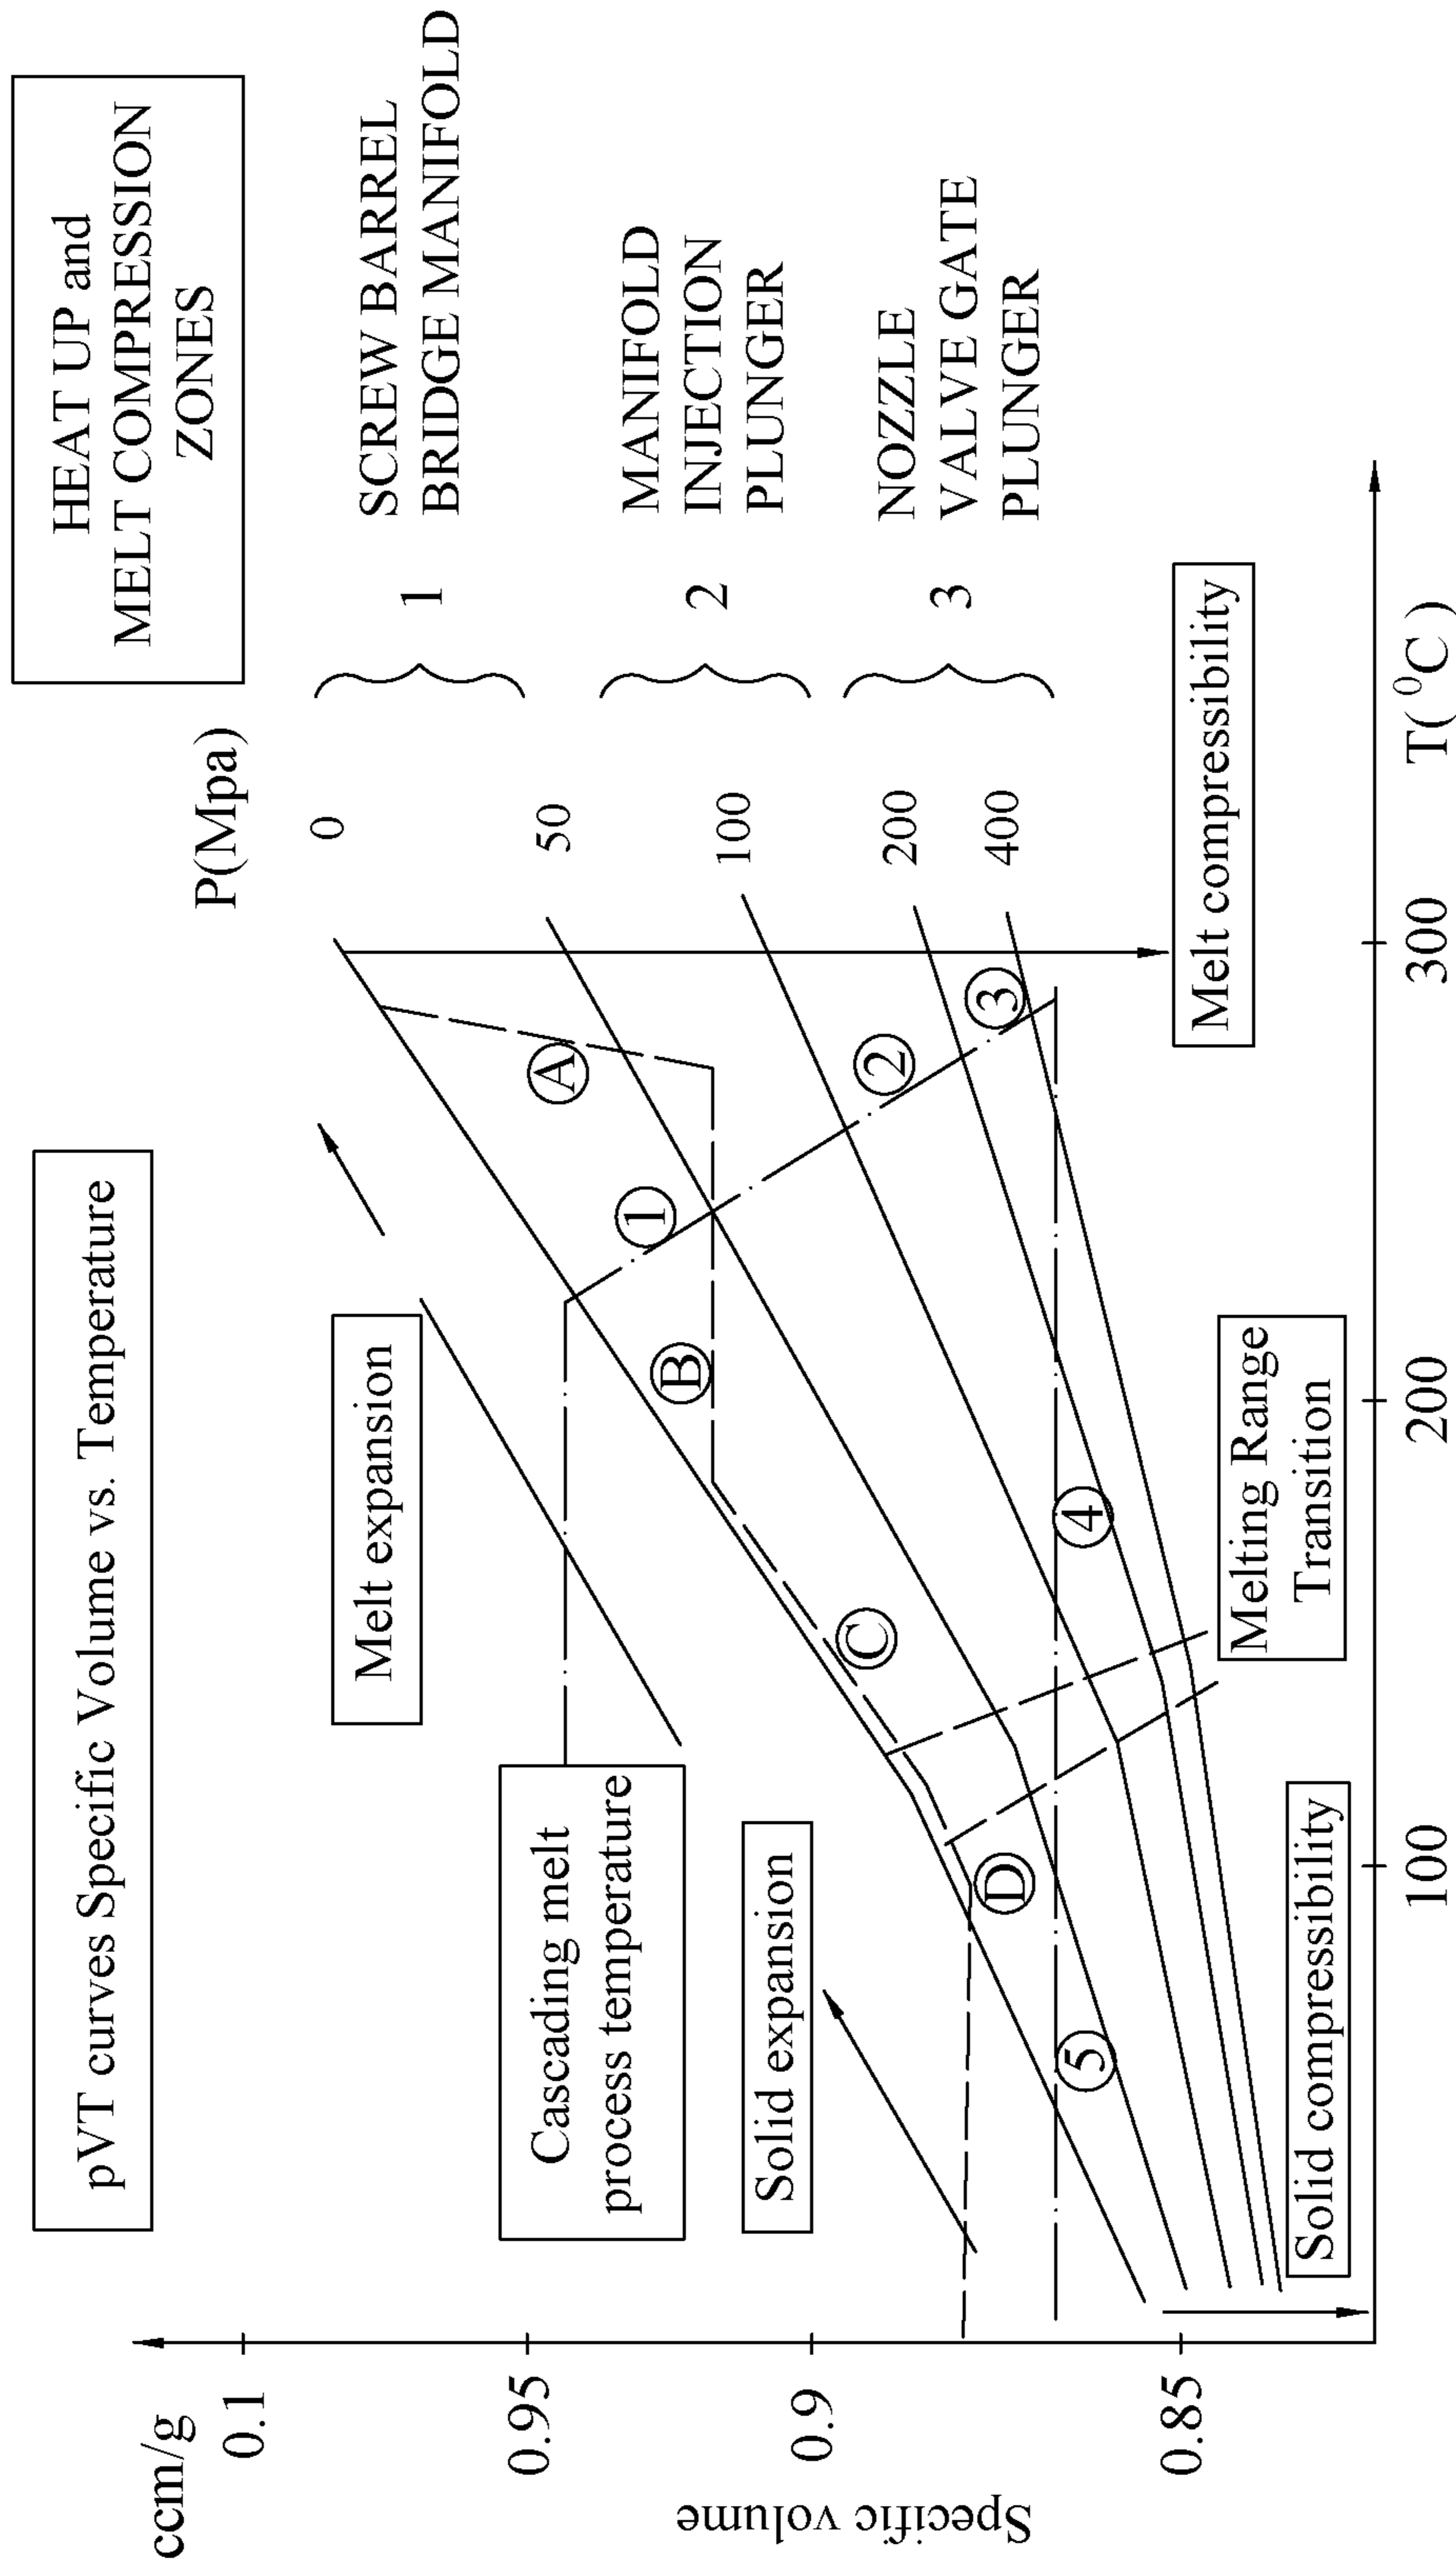 pVT curves Specific Volume vs. Temperature
HEAT UP and
MELT COMPRESSION
ZONES
ccm/g
0.1
0.95
0.9
0.85
Specific volume
P(Mpa)
0
50
100
200
400
1
SCREW BARREL
BRIDGE MANIFOLD
2
MANIFOLD
INJECTION
PLUNGER
3
NOZZLE
VALVE GATE
PLUNGER
Melt expansion
Cascading melt
process temperature
Solid expansion
A
B
C
D
1
2
3
4
5
Melt compressibility
Melting Range
Transition
Solid compressibility
100
200
300
T( ⁰C )